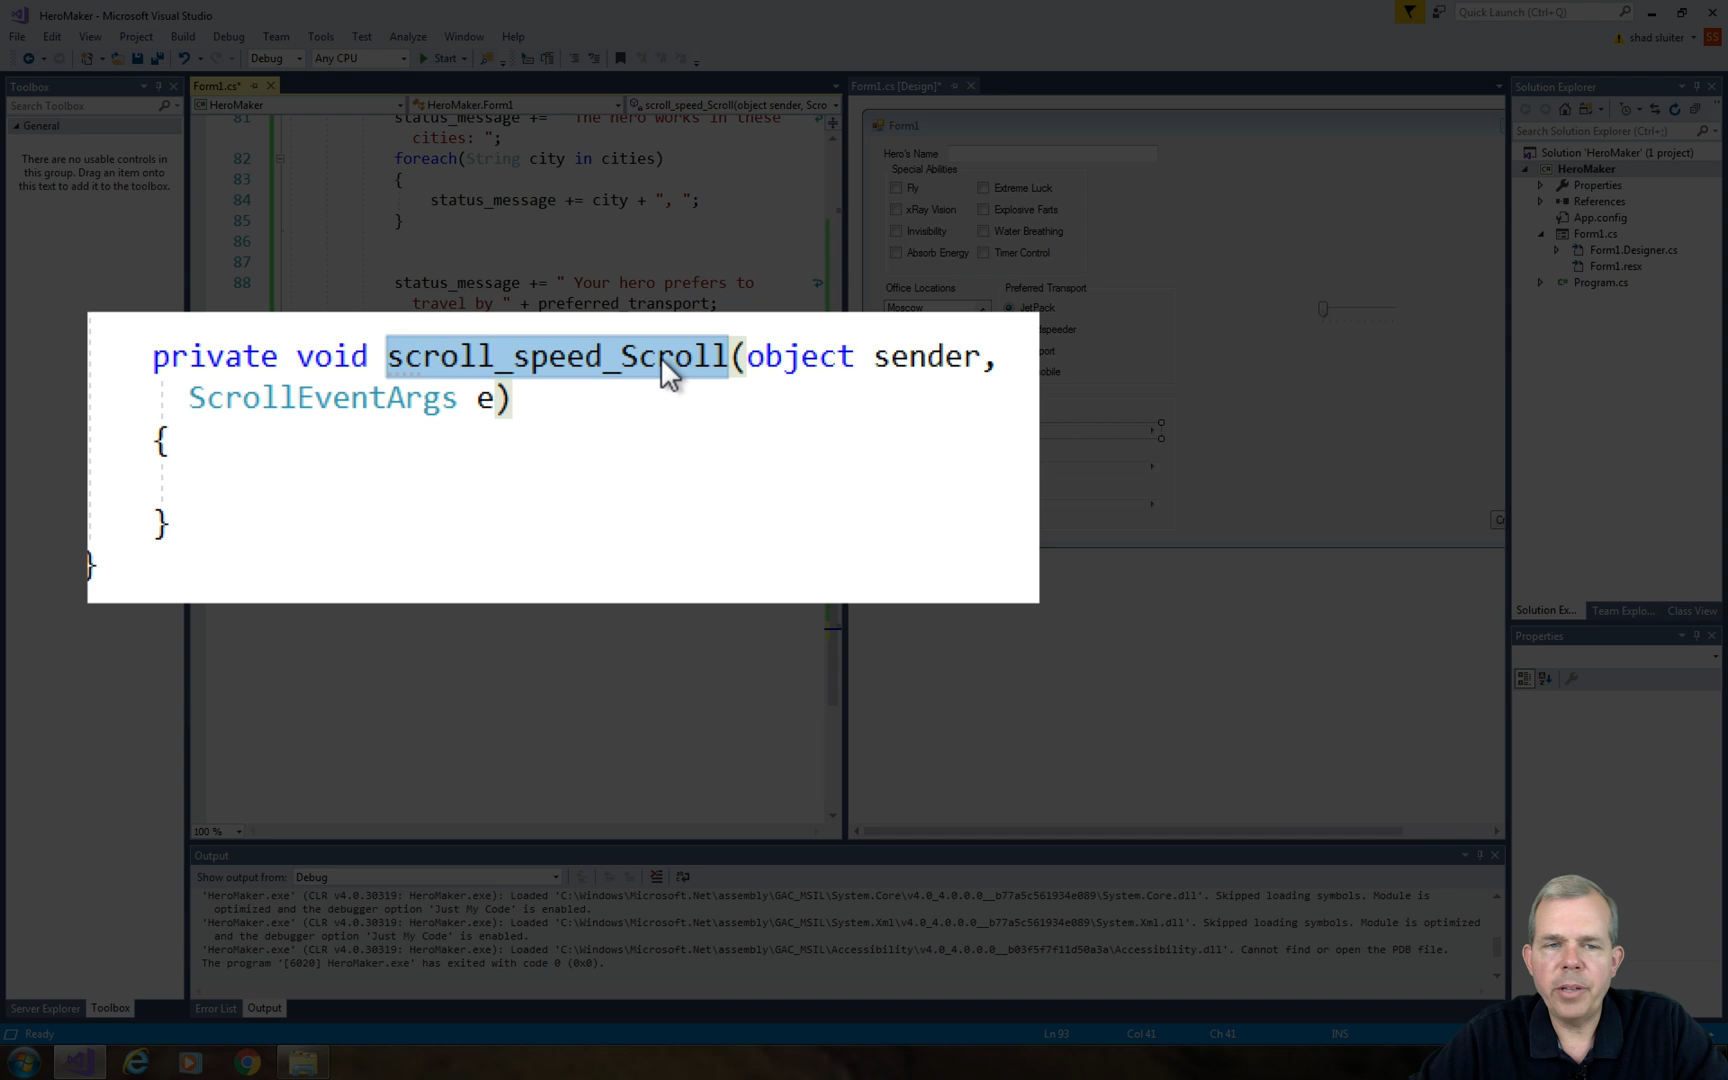 HeroMaker - Microsoft Visual Studio
Quick Launch (Ctrl+Q)
File Edit View Project Build Debug Team Tools Test Analyze Window Help
shad sluiter SS
Debug Any CPU Start
Toolbox
Search Toolbox
General
There are no usable controls in
this group. Drag an item onto
this text to add it to the toolbox.
Form1.cs*
HeroMaker HeroMaker.Form1 scroll_speed_Scroll(object sender, Scro
81 status_message += "The hero works in these
cities: ";
82 foreach(String city in cities)
83 {
84 status_message += city + ", ";
85 }
86
87
88 status_message += " Your hero prefers to
travel by " + preferred_transport;
private void scroll_speed_Scroll(object sender,
ScrollEventArgs e)
{
}
}
100 %
Form1.cs [Design]*
Form1
Hero's Name
Special Abilities
Fly Extreme Luck
xRay Vision Explosive Farts
Invisibility Water Breathing
Absorb Energy Timer Control
Office Locations Preferred Transport
Moscow JetPack
dspeeder
port
mobile
Solution Explorer
Search Solution Explorer (Ctrl+;)
Solution 'HeroMaker' (1 project)
HeroMaker
Properties
References
App.config
Form1.cs
Form1.Designer.cs
Form1.resx
Program.cs
Solution Ex... Team Explo... Class View
Properties
Output
Show output from: Debug
'HeroMaker.exe' (CLR v4.0.30319: HeroMaker.exe): Loaded 'C:\Windows\Microsoft.Net\assembly\GAC_MSIL\System.Core\v4.0_4.0.0.0__b77a5c561934e089\System.Core.dll'. Skipped loading symbols. Module is
optimized and the debugger option 'Just My Code' is enabled.
'HeroMaker.exe' (CLR v4.0.30319: HeroMaker.exe): Loaded 'C:\Windows\Microsoft.Net\assembly\GAC_MSIL\System.Xml\v4.0_4.0.0.0__b77a5c561934e089\System.Xml.dll'. Skipped loading symbols. Module is optimized
and the debugger option 'Just My Code' is enabled.
'HeroMaker.exe' (CLR v4.0.30319: HeroMaker.exe): Loaded 'C:\Windows\Microsoft.Net\assembly\GAC_MSIL\Accessibility\v4.0_4.0.0.0__b03f5f7f11d50a3a\Accessibility.dll'. Cannot find or open the PDB file.
The program '[6020] HeroMaker.exe' has exited with code 0 (0x0).
Server Explorer Toolbox Error List Output
Ready Ln 93 Col 41 Ch 41 INS